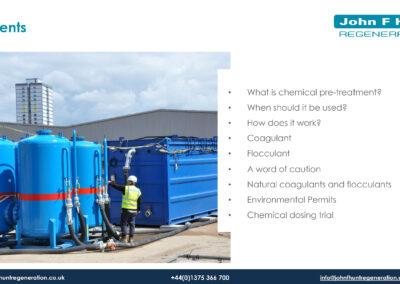 ents
John F H
REGENERA
• What is chemical pre-treatment?
• When should it be used?
• How does it work?
• Coagulant
• Flocculant
• A word of caution
• Natural coagulants and flocculants
• Environmental Permits
• Chemical dosing trial
huntregeneration.co.uk
+44(0)1375 366 700
info@johnfhuntregeneration.